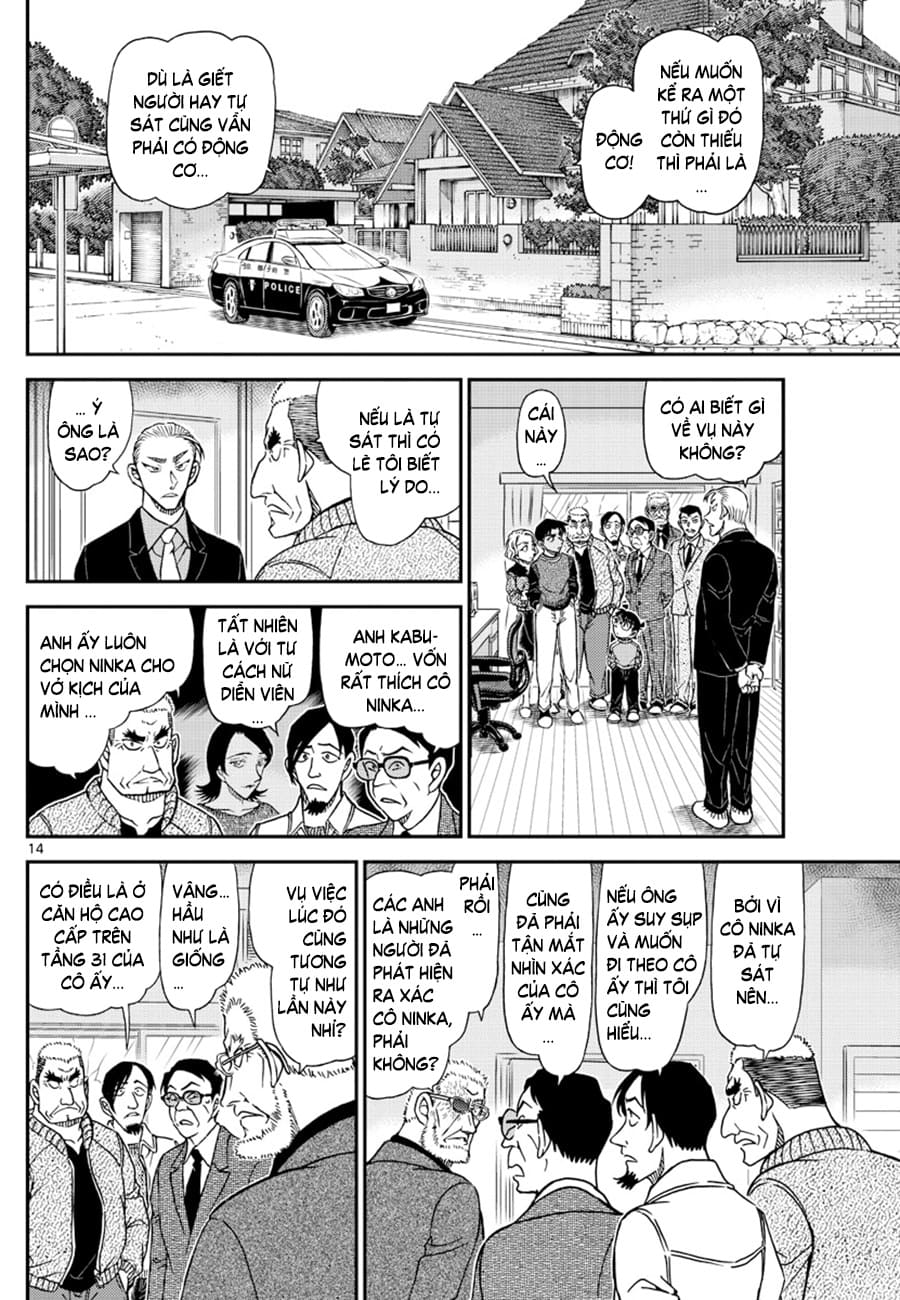 NẾU MUỐN
KỂ RA MỘT
THỨ GÌ ĐÓ
CÒN THIẾU
THÌ PHẢI LÀ
...
ĐỘNG
CƠ!
DÙ LÀ GIẾT
NGƯỜI HAY TỰ
SÁT CŨNG VẪN
PHẢI CÓ ĐỘNG
CƠ...
POLICE
CÓ AI BIẾT GÌ
VỀ VỤ NÀY
KHÔNG?
CÁI
NÀY
...
NẾU LÀ TỰ
SÁT THÌ CÓ
LẼ TÔI BIẾT
LÝ DO...
... Ý
ÔNG LÀ
SAO?
ANH KABU-
MOTO... VỐN
RẤT THÍCH CÔ
NINKA...
TẤT NHIÊN
LÀ VỚI TƯ
CÁCH NỮ
DIỄN VIÊN
...
ANH ẤY LUÔN
CHỌN NINKA CHO
VỞ KỊCH CỦA
MÌNH ...
14
BỞI VÌ
CÔ NINKA
ĐÃ TỰ
SÁT
NÊN...
NẾU ÔNG
ẤY SUY SỤP
VÀ MUỐN
ĐI THEO CÔ
ẤY THÌ TÔI
CŨNG
HIỂU...
CŨNG
ĐÃ PHẢI
TẬN MẮT
NHÌN XÁC
CỦA CÔ
ẤY MÀ
...
PHẢI
RỒI
...
CÁC ANH
LÀ NHỮNG
NGƯỜI ĐÃ
PHÁT HIỆN
RA XÁC
CÔ NINKA,
PHẢI
KHÔNG?
VỤ VIỆC
LÚC ĐÓ
CŨNG
TƯƠNG
TỰ NHƯ
LẦN NÀY
NHỈ?
VÂNG...
HẦU
NHƯ LÀ
GIỐNG
...
CÓ ĐIỀU LÀ Ở
CĂN HỘ CAO
CẤP TRÊN
TẦNG 31 CỦA
CÔ ẤY...